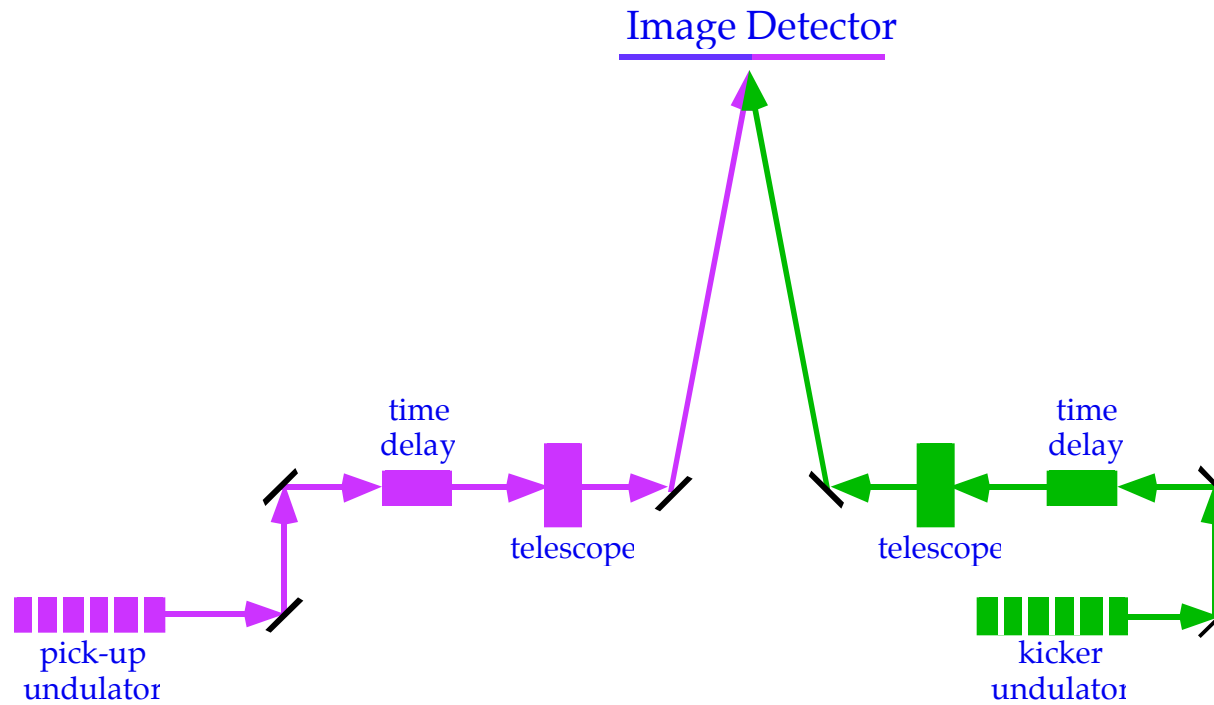 Image Detector
time
delay
time
delay
telescope
telescope
pick-up
undulator
kicker
undulator